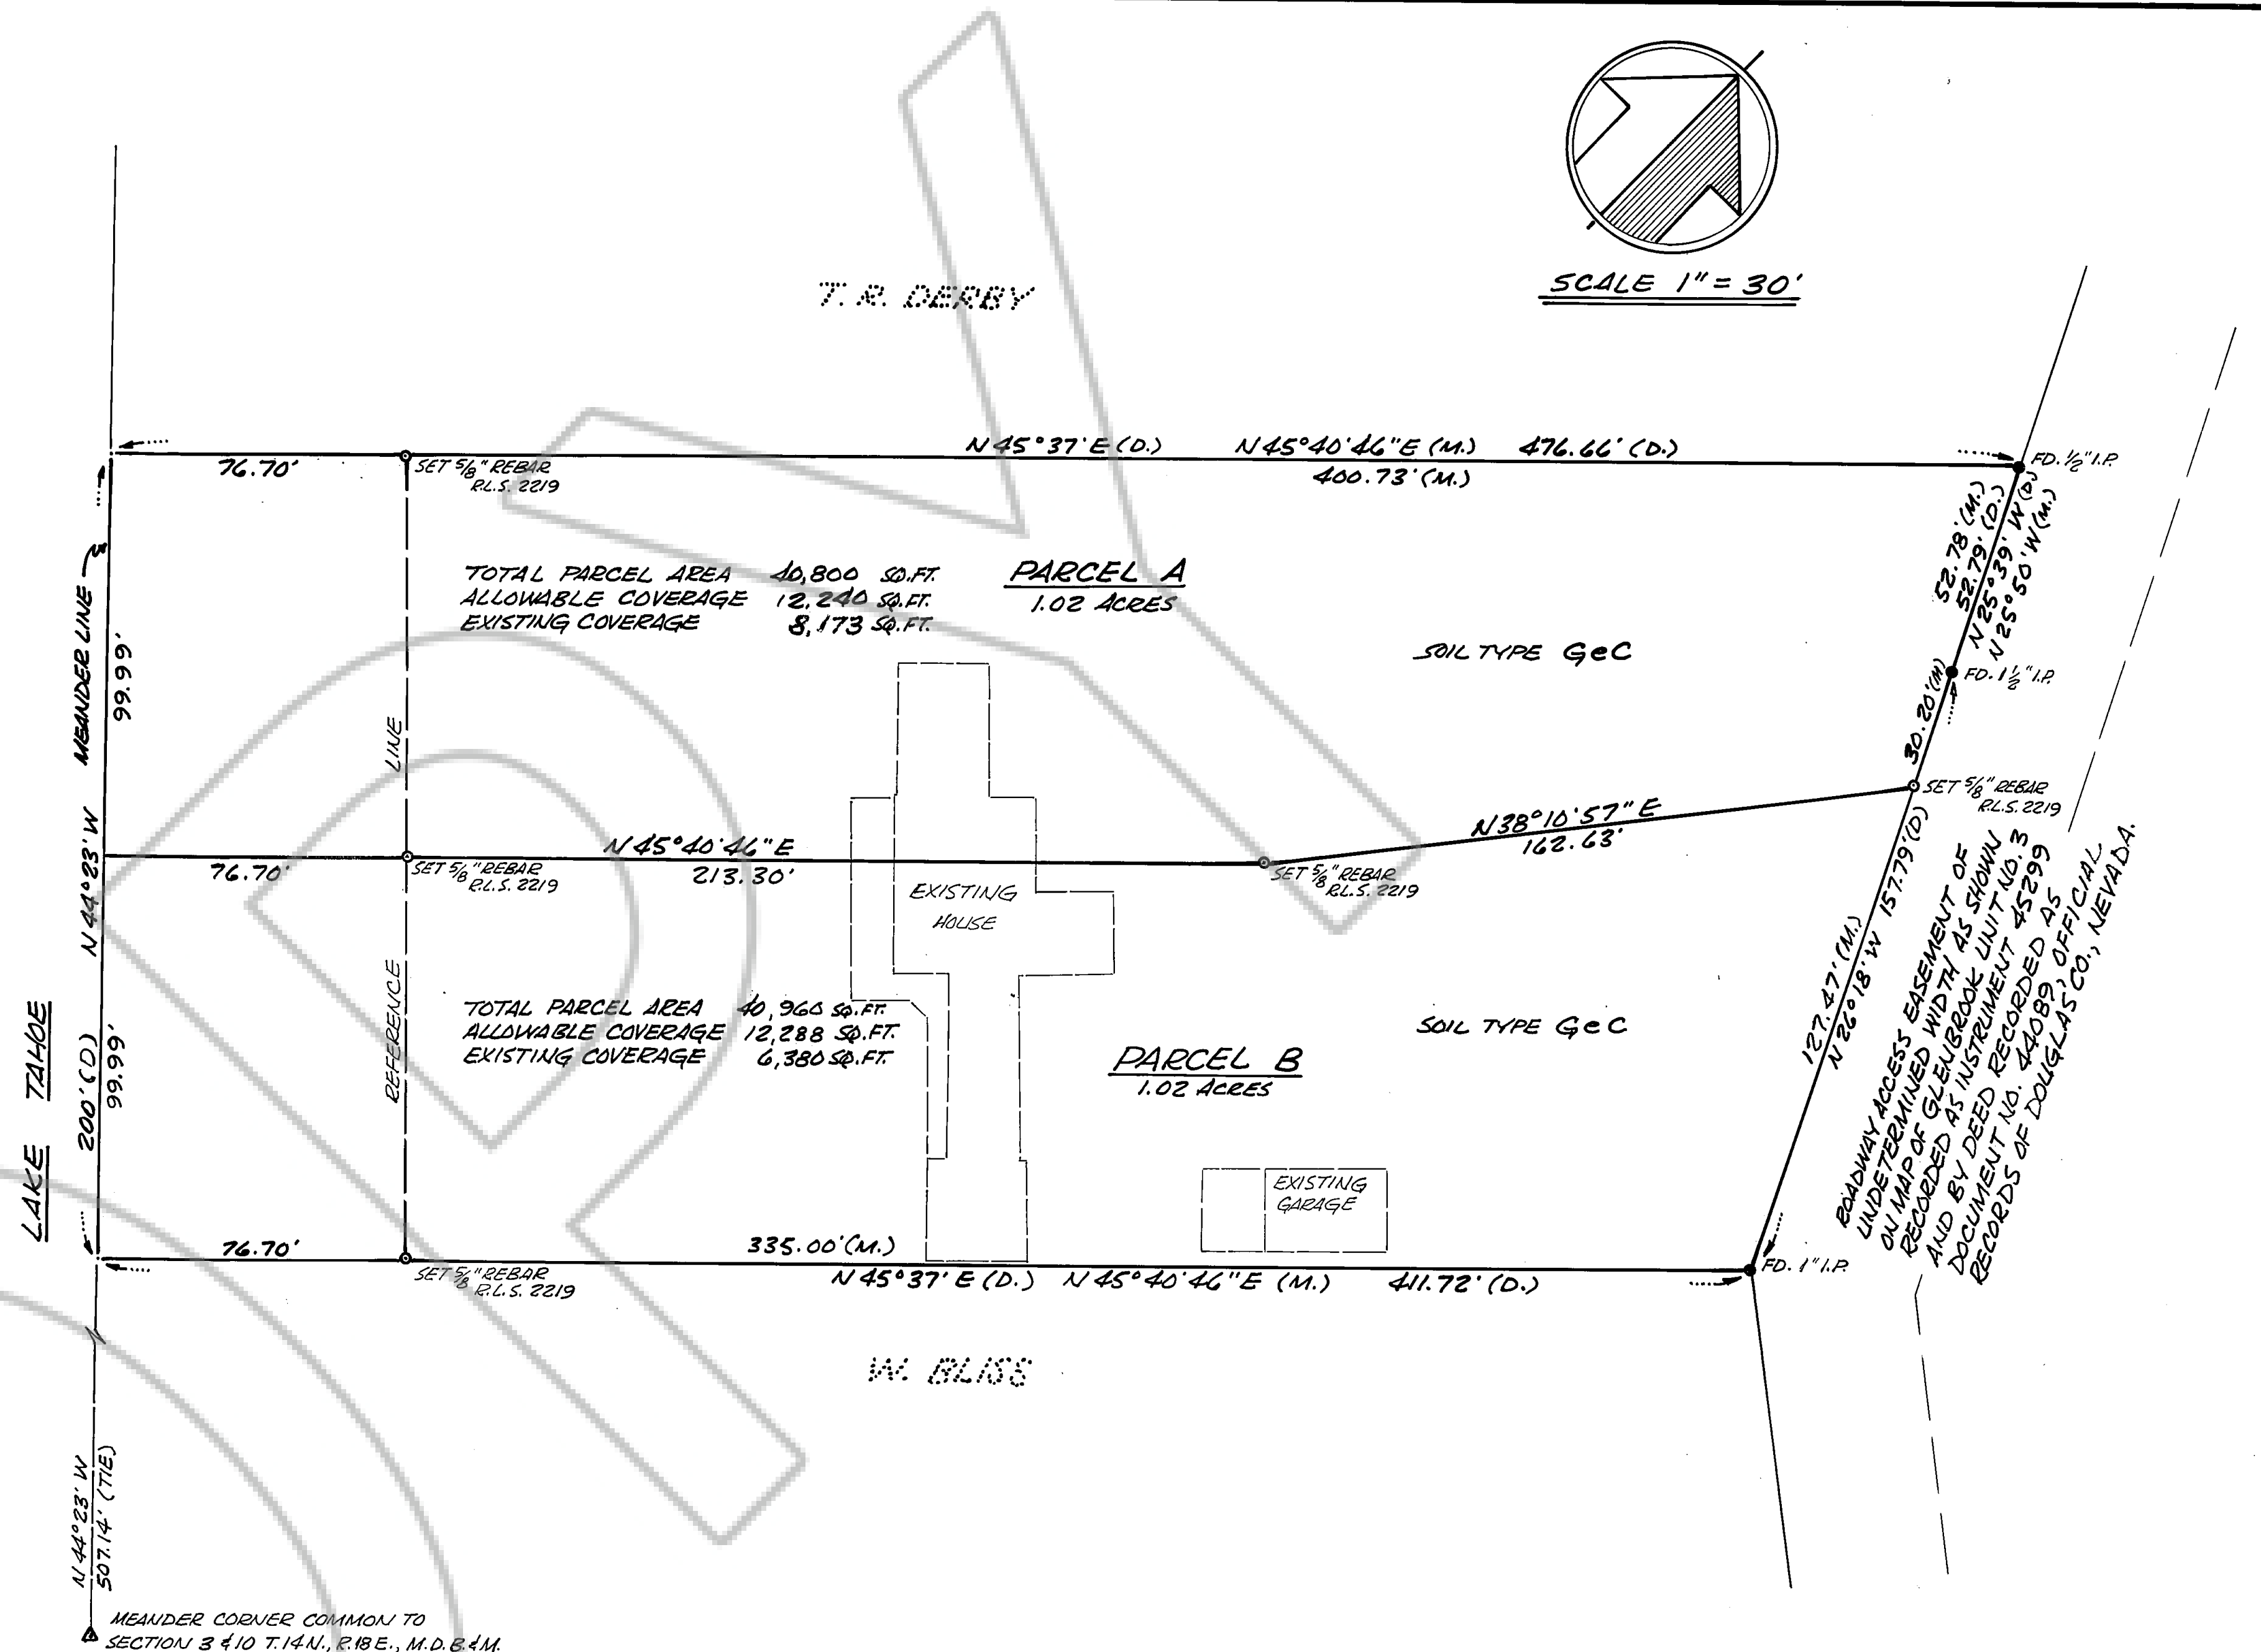 T. R. DERBY
SCALE 1" = 30'
N 45°37' E (D.) N 45°40'46" E (M.) 476.66' (D.)
76.70'
400.73' (M.)
SET 5/8" REBAR
R.L.S. 2219
FD. 1/2" I.P.
52.78' (M.)
52.79' (D.)
N 25°39' W (D.)
N 25°50' W (M.)
FD. 1 1/2" I.P.
30.20' (M)
MEANDER LINE
99.99'
TOTAL PARCEL AREA 40,800 SQ.FT.
ALLOWABLE COVERAGE 12,240 SQ.FT.
EXISTING COVERAGE 8,173 SQ.FT.
PARCEL A
1.02 ACRES
SOIL TYPE GeC
REFERENCE LINE
N 45°40'46" E
76.70'
213.30'
SET 5/8" REBAR
R.L.S. 2219
N 38°10'57" E
162.63'
SET 5/8" REBAR
R.L.S. 2219
SET 5/8" REBAR
R.L.S. 2219
EXISTING
HOUSE
LAKE TAHOE
N 44°23' W 200' (D)
99.99'
TOTAL PARCEL AREA 40,960 SQ.FT.
ALLOWABLE COVERAGE 12,288 SQ.FT.
EXISTING COVERAGE 6,380 SQ.FT.
PARCEL B
1.02 ACRES
SOIL TYPE GeC
EXISTING
GARAGE
127.47' (M.)
N 26°18' W 157.79' (D)
ROADWAY ACCESS EASEMENT OF
UNDETERMINED WIDTH AS SHOWN
ON MAP OF GLENBROOK UNIT NO. 3
RECORDED AS INSTRUMENT 45299
AND BY DEED RECORDED AS
DOCUMENT NO. 44089, OFFICIAL
RECORDS OF DOUGLAS CO., NEVADA.
76.70'
335.00' (M.)
SET 5/8" REBAR
R.L.S. 2219
N 45°37' E (D.) N 45°40'46" E (M.) 411.72' (D.)
FD. 1" I.P.
W. BLISS
N 44°23' W
507.14' (TIE)
MEANDER CORNER COMMON TO
SECTION 3 & 10 T.14N., R.18E., M.D.B.&M.